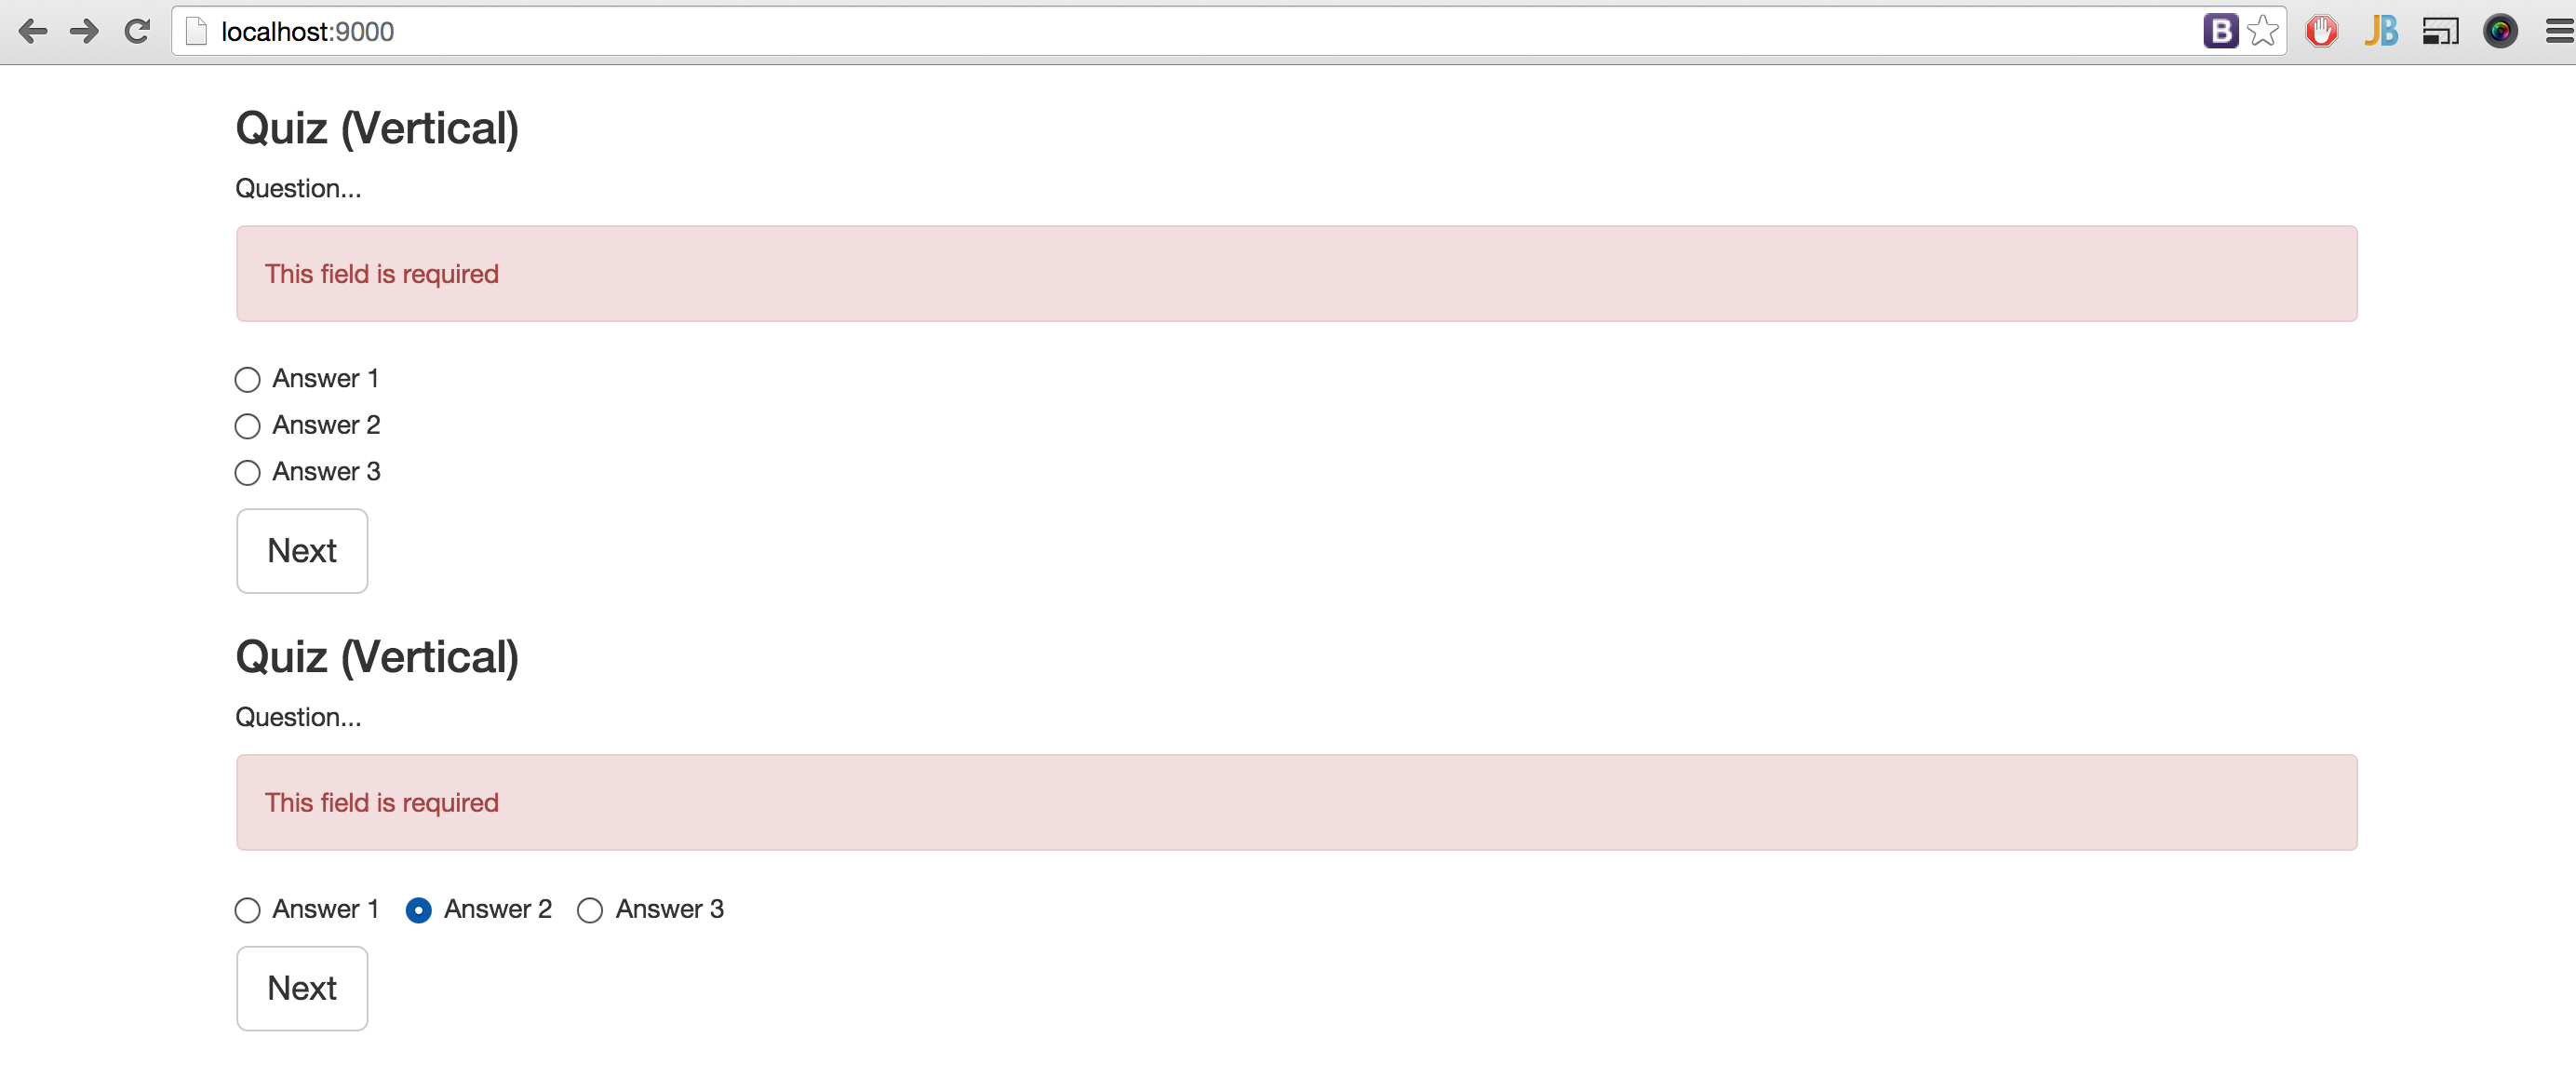 localhost:9000
B
JB
Quiz (Vertical)
Question...
This field is required
Answer 1
Answer 2
Answer 3
Next
Quiz (Vertical)
Question...
This field is required
Answer 1 Answer 2 Answer 3
Next